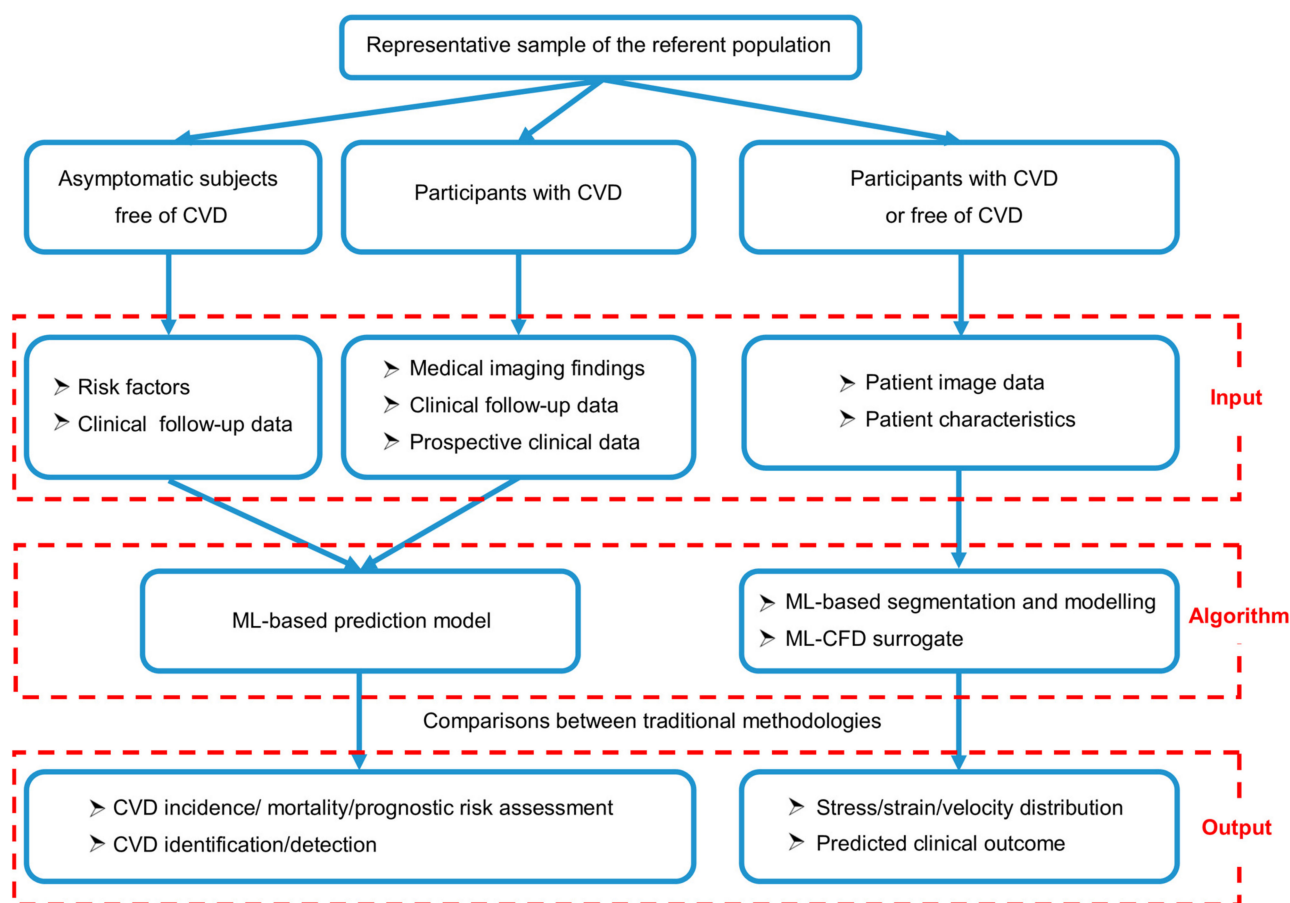 Representative sample of the referent population
Asymptomatic subjects
free of CVD
Participants with CVD
Participants with CVD
or free of CVD
➢ Risk factors
➢ Clinical follow-up data
➢ Medical imaging findings
➢ Clinical follow-up data
➢ Prospective clinical data
➢ Patient image data
➢ Patient characteristics
Input
ML-based prediction model
➢ ML-based segmentation and modelling
➢ ML-CFD surrogate
Algorithm
Comparisons between traditional methodologies
➢ CVD incidence/ mortality/prognostic risk assessment
➢ CVD identification/detection
➢ Stress/strain/velocity distribution
➢ Predicted clinical outcome
Output